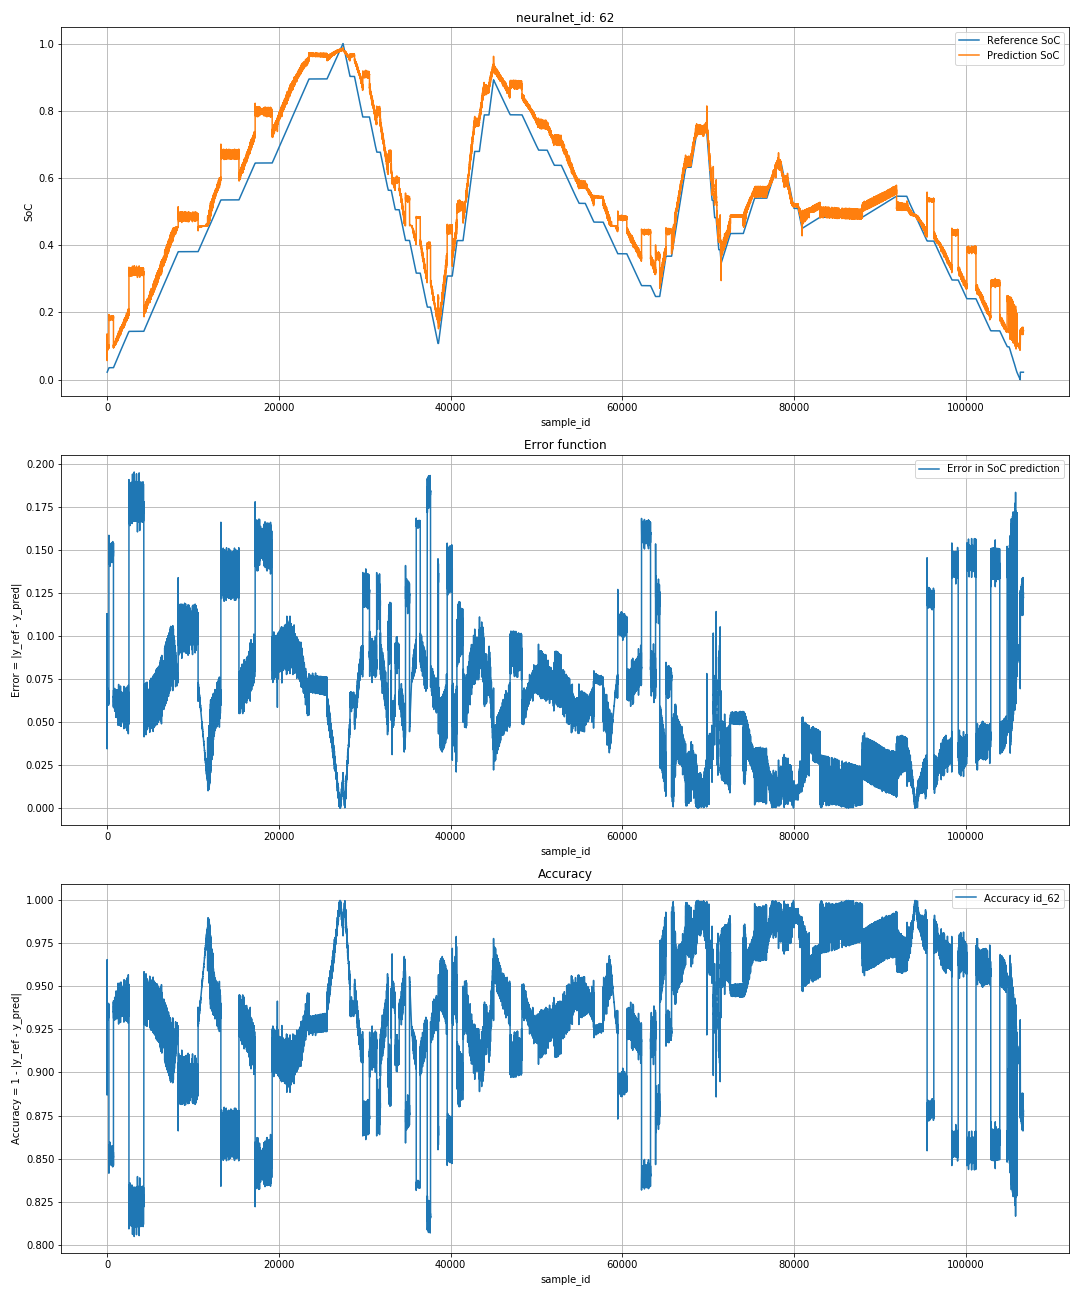 neuralnet_id: 62
Reference SoC
Prediction SoC
1.0
0.8
0.6
0.4
0.2
0.0
SoC
0 20000 40000 60000 80000 100000
sample_id
Error function
Error in SoC prediction
0.200
0.175
0.150
0.125
0.100
0.075
0.050
0.025
0.000
Error = |y_ref - y_pred|
0 20000 40000 60000 80000 100000
sample_id
Accuracy
Accuracy id_62
1.000
0.975
0.950
0.925
0.900
0.875
0.850
0.825
0.800
Accuracy = 1 - |y_ref - y_pred|
0 20000 40000 60000 80000 100000
sample_id